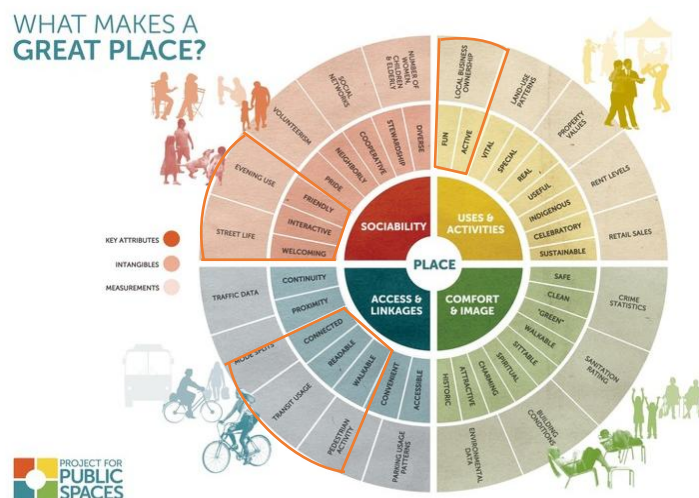 WHAT MAKES A
GREAT PLACE?
KEY ATTRIBUTES
INTANGIBLES
MEASUREMENTS
PLACE
SOCIABILITY
USES &
ACTIVITIES
ACCESS &
LINKAGES
COMFORT
& IMAGE
STREET LIFE
EVENING USE
VOLUNTEERISM
SOCIAL
NETWORKS
NUMBER OF
WOMEN,
CHILDREN
& ELDERLY
WELCOMING
INTERACTIVE
FRIENDLY
PRIDE
NEIGHBORLY
COOPERATIVE
STEWARDSHIP
DIVERSE
LOCAL BUSINESS
OWNERSHIP
LAND-USE
PATTERNS
PROPERTY
VALUES
RENT LEVELS
RETAIL SALES
FUN
ACTIVE
VITAL
SPECIAL
REAL
USEFUL
INDIGENOUS
CELEBRATORY
SUSTAINABLE
SAFE
CLEAN
"GREEN"
WALKABLE
SITTABLE
SPIRITUAL
CHARMING
ATTRACTIVE
HISTORIC
CRIME
STATISTICS
SANITATION
RATING
BUILDING
CONDITIONS
ENVIRONMENTAL
DATA
CONTINUITY
PROXIMITY
CONNECTED
READABLE
WALKABLE
CONVENIENT
ACCESSIBLE
TRAFFIC DATA
MODE SPLITS
TRANSIT USAGE
PEDESTRIAN
ACTIVITY
PARKING USAGE
PATTERNS
PROJECT FOR
PUBLIC
SPACES